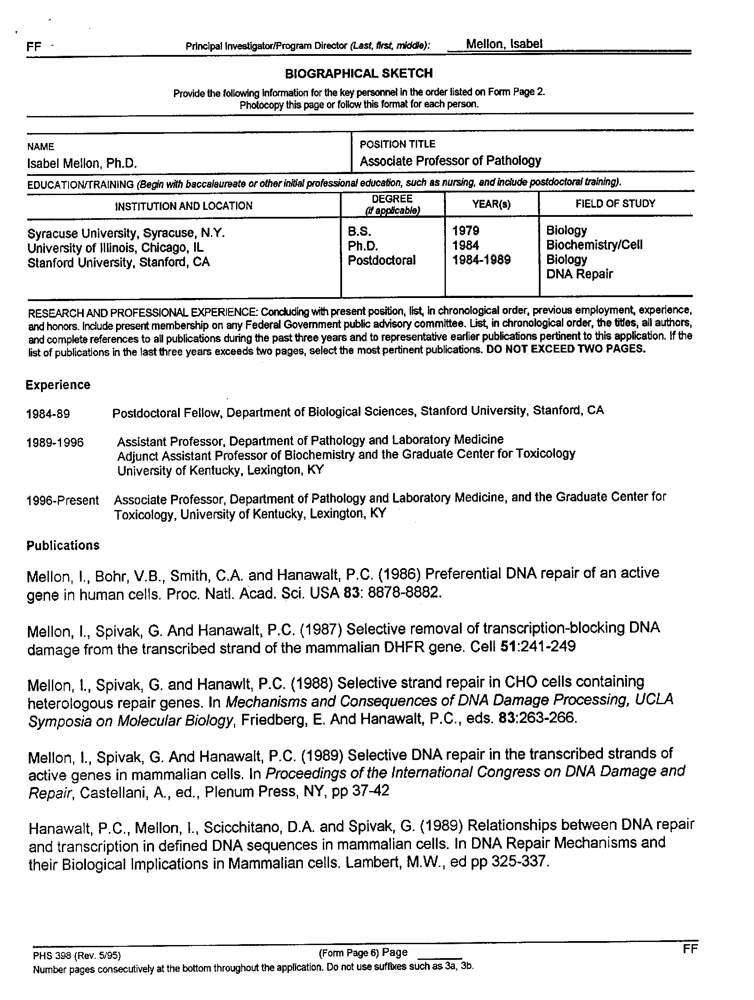 FF
Principal Investigator/Program Director (Last, first, middle): Mellon, Isabel
BIOGRAPHICAL SKETCH
Provide the following information for the key personnel in the order listed on Form Page 2.
Photocopy this page or follow this format for each person.
NAME
Isabel Mellon, Ph.D.
POSITION TITLE
Associate Professor of Pathology
EDUCATION/TRAINING (Begin with baccalaureate or other initial professional education, such as nursing, and include postdoctoral training).
INSTITUTION AND LOCATION DEGREE (if applicable) YEAR(s) FIELD OF STUDY
Syracuse University, Syracuse, N.Y. B.S. 1979 Biology
University of Illinois, Chicago, IL Ph.D. 1984 Biochemistry/Cell
Stanford University, Stanford, CA Postdoctoral 1984-1989 Biology
DNA Repair
RESEARCH AND PROFESSIONAL EXPERIENCE: Concluding with present position, list, in chronological order, previous employment, experience,
and honors. Include present membership on any Federal Government public advisory committee. List, in chronological order, the titles, all authors,
and complete references to all publications during the past three years and to representative earlier publications pertinent to this application. If the
list of publications in the last three years exceeds two pages, select the most pertinent publications. DO NOT EXCEED TWO PAGES.
Experience
1984-89 Postdoctoral Fellow, Department of Biological Sciences, Stanford University, Stanford, CA
1989-1996 Assistant Professor, Department of Pathology and Laboratory Medicine
Adjunct Assistant Professor of Biochemistry and the Graduate Center for Toxicology
University of Kentucky, Lexington, KY
1996-Present Associate Professor, Department of Pathology and Laboratory Medicine, and the Graduate Center for
Toxicology, University of Kentucky, Lexington, KY
Publications
Mellon, I., Bohr, V.B., Smith, C.A. and Hanawalt, P.C. (1986) Preferential DNA repair of an active
gene in human cells. Proc. Natl. Acad. Sci. USA 83: 8878-8882.
Mellon, I., Spivak, G. And Hanawalt, P.C. (1987) Selective removal of transcription-blocking DNA
damage from the transcribed strand of the mammalian DHFR gene. Cell 51:241-249
Mellon, I., Spivak, G. and Hanawlt, P.C. (1988) Selective strand repair in CHO cells containing
heterologous repair genes. In Mechanisms and Consequences of DNA Damage Processing, UCLA
Symposia on Molecular Biology, Friedberg, E. And Hanawalt, P.C., eds. 83:263-266.
Mellon, I., Spivak, G. And Hanawalt, P.C. (1989) Selective DNA repair in the transcribed strands of
active genes in mammalian cells. In Proceedings of the International Congress on DNA Damage and
Repair, Castellani, A., ed., Plenum Press, NY, pp 37-42
Hanawalt, P.C., Mellon, I., Scicchitano, D.A. and Spivak, G. (1989) Relationships between DNA repair
and transcription in defined DNA sequences in mammalian cells. In DNA Repair Mechanisms and
their Biological Implications in Mammalian cells. Lambert, M.W., ed pp 325-337.
PHS 398 (Rev. 5/95) (Form Page 6) Page FF
Number pages consecutively at the bottom throughout the application. Do not use suffixes such as 3a, 3b.